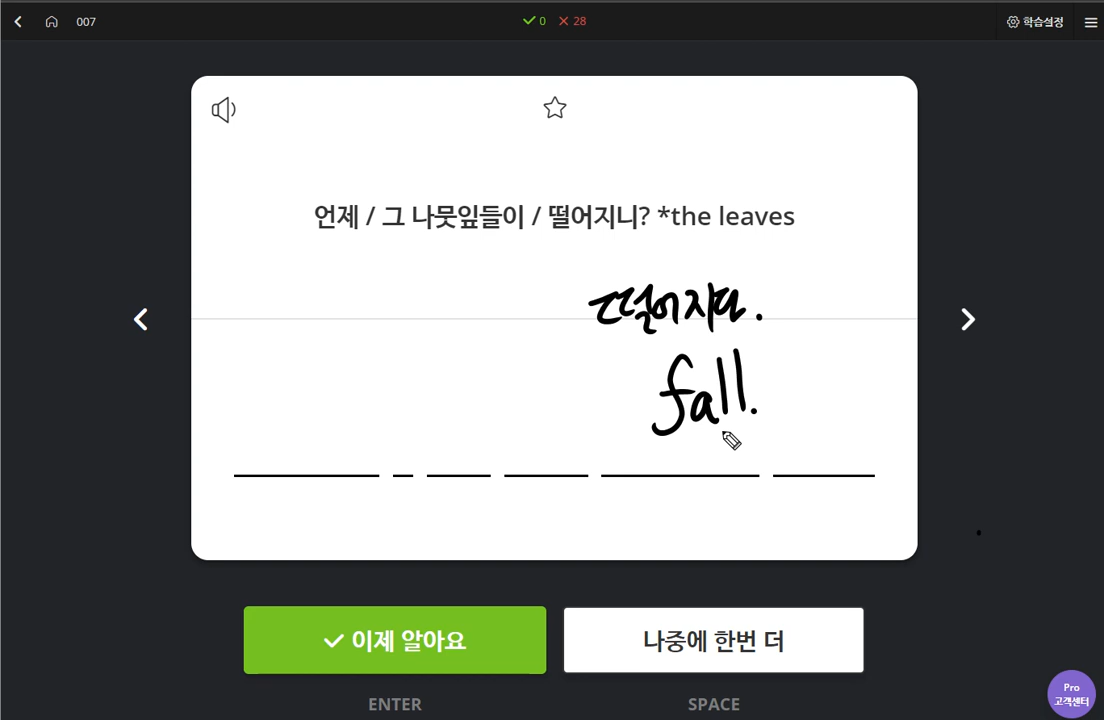 007
0
28
학습설정
언제 / 그 나뭇잎들이 / 떨어지니? *the leaves
떨어지다.
fall.
이제 알아요
나중에 한번 더
ENTER
SPACE
Pro
고객센터